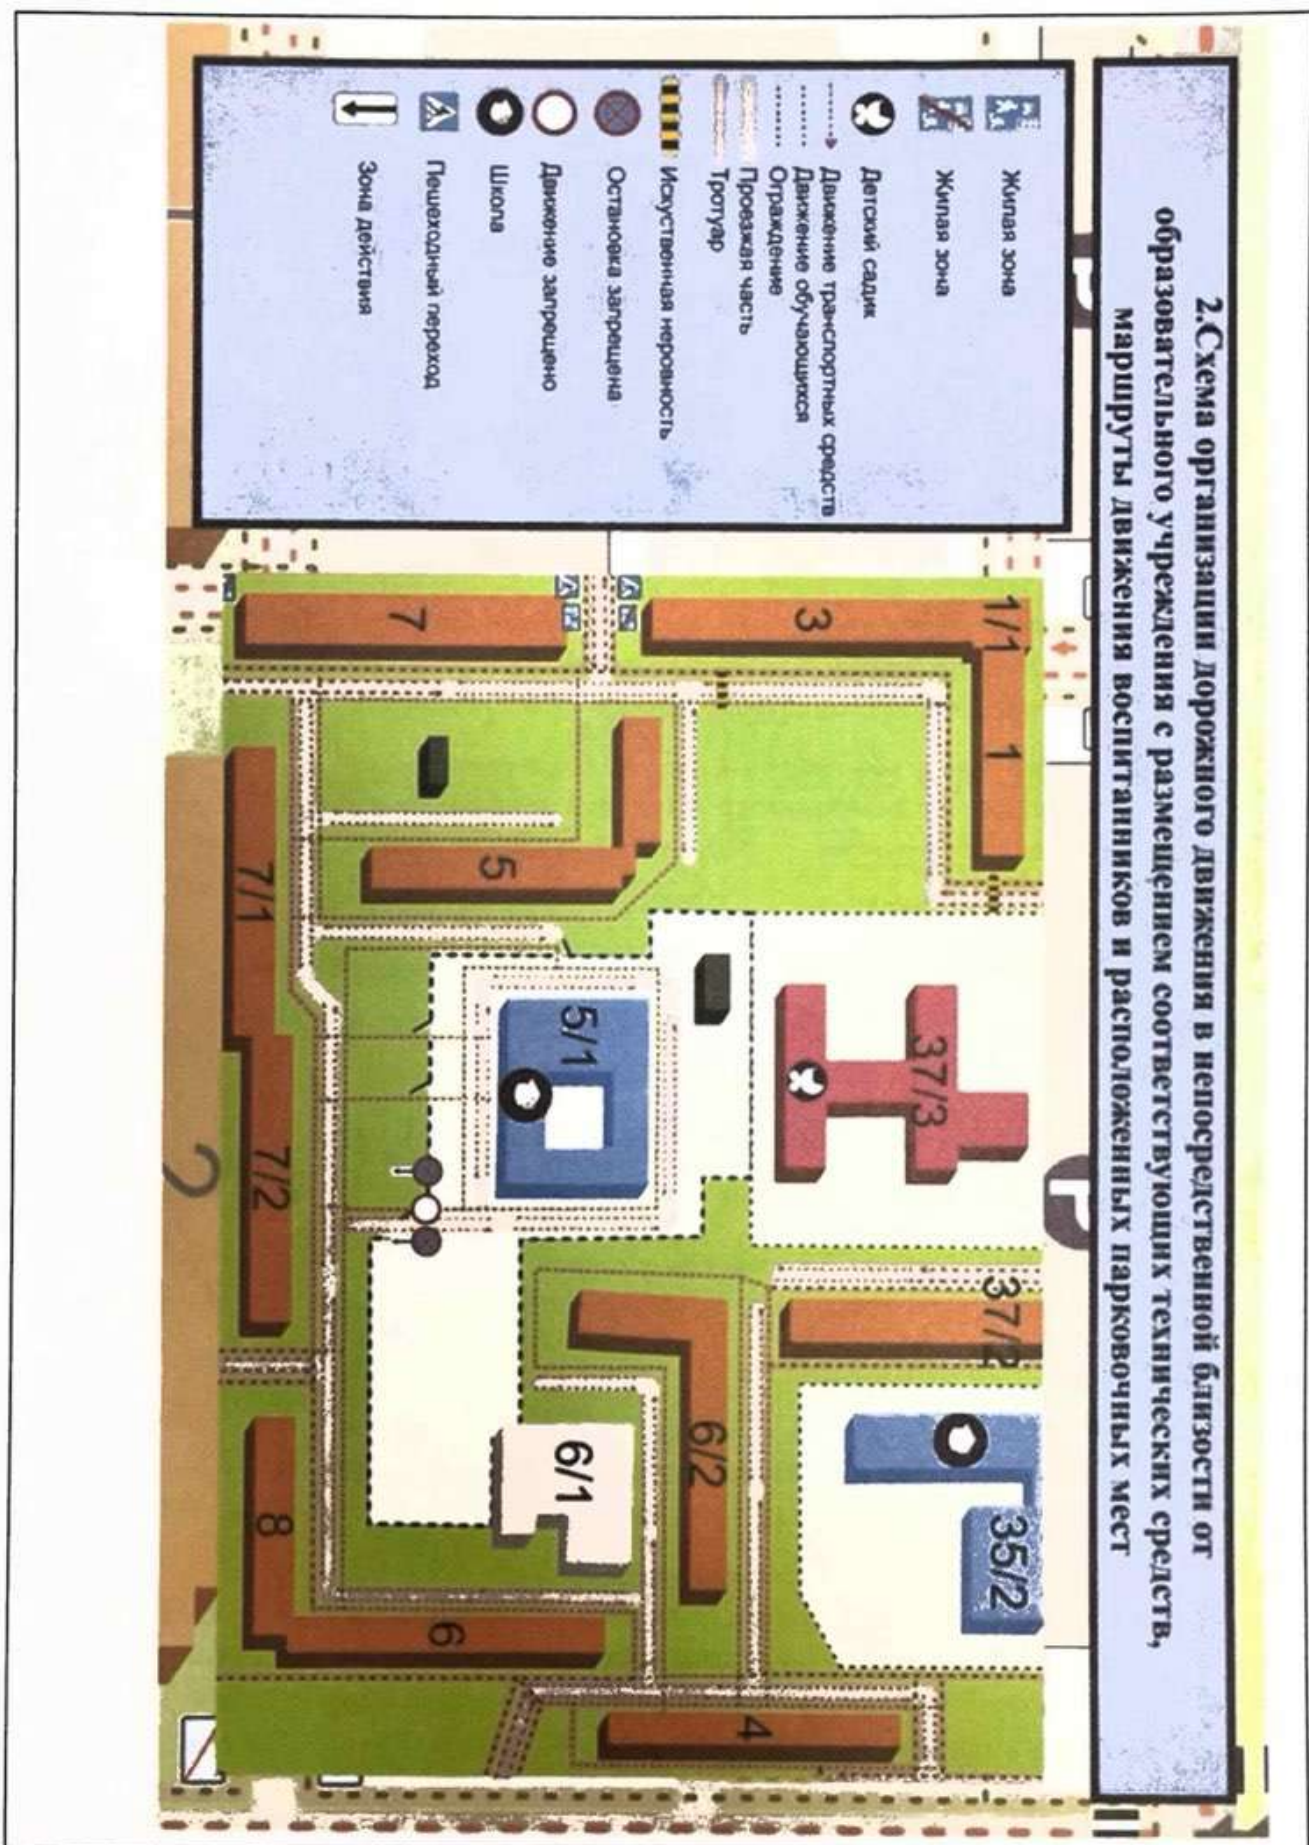 2.Схема организации дорожного движения в непосредственной близости от
образовательного учреждения с размещением соответствующих технических средств,
маршруты движения воспитанников и расположенных парковочных мест
Жилая зона
Жилая зона
Детский садик
Движение транспортных средств
Движение обучающихся
Ограждение
Проезжая часть
Тротуар
Искуственная неровность
Остановка запрещена
Движение запрещено
Школа
Пешеходный переход
Зона действия
1/1
1
3
7
5
7/1
5/1
37/3
7/2
2
37/2
6/2
6/1
35/2
8
6
4